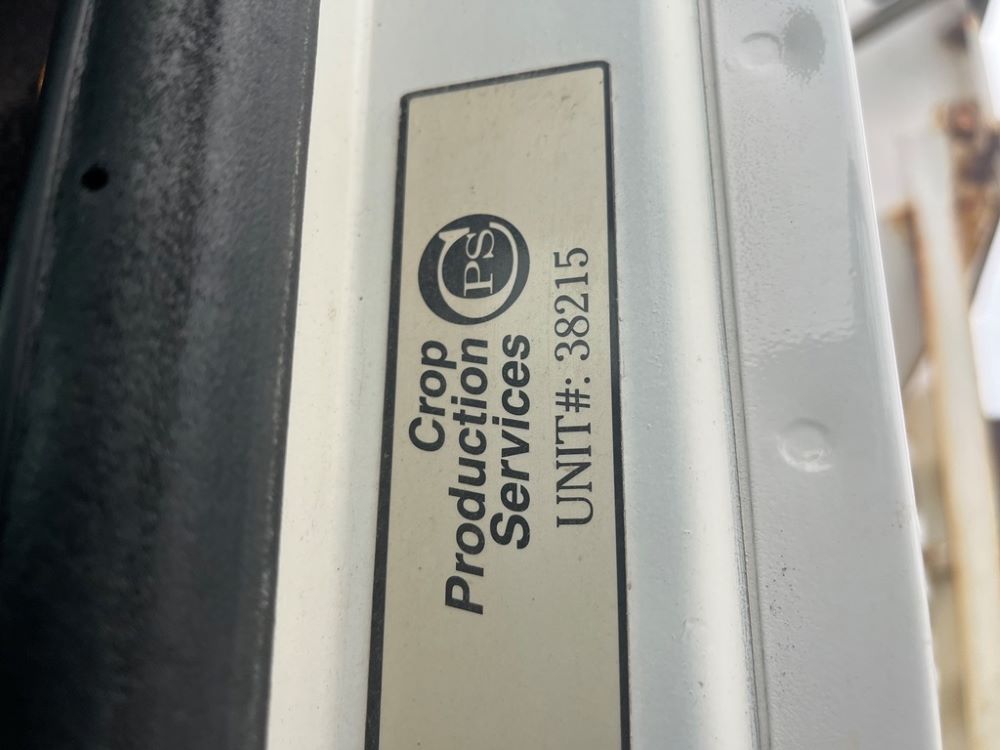 Crop
Production
Services
CPS
UNIT#: 38215